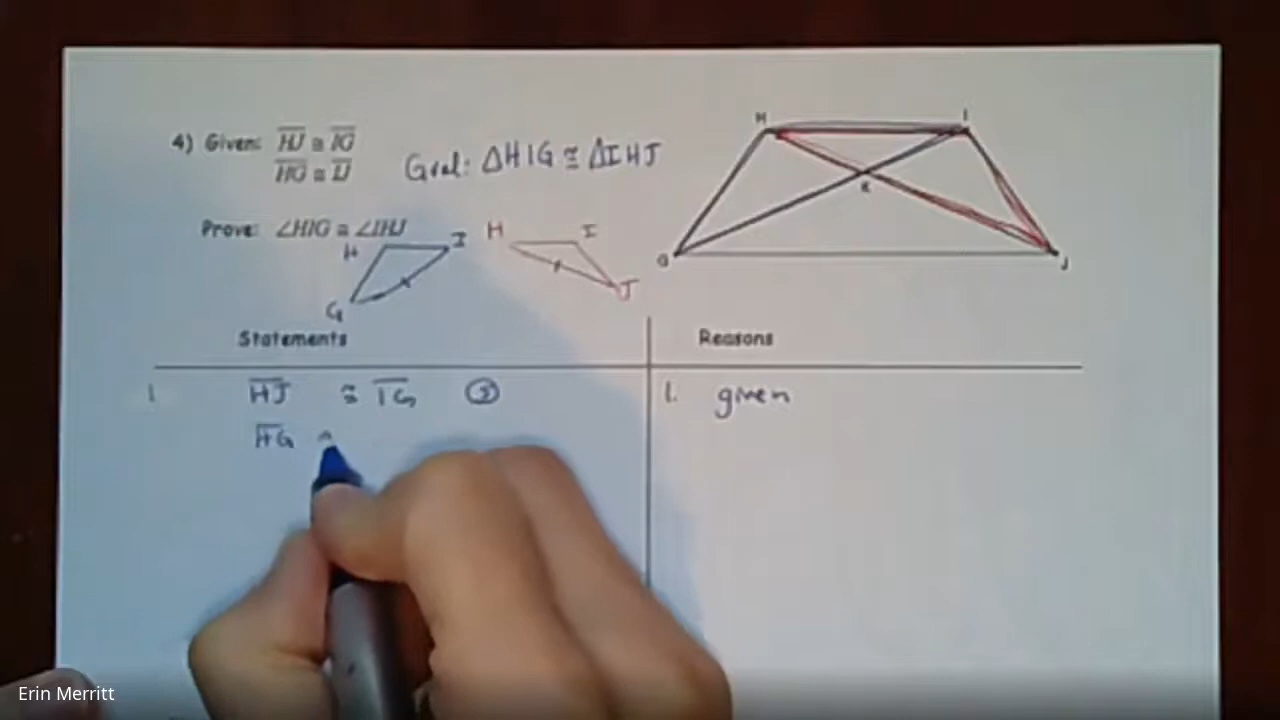 4) Given: HJ ≅ IG
HG ≅ IJ
Goal: △HIG ≅ △IHJ
Prove: ∠HIG ≅ ∠IHJ
H I
G
H I
J
H I
K
G J
Statements Reasons
1. HJ ≅ IG Ⓢ 1. given
HG ≅
Erin Merritt